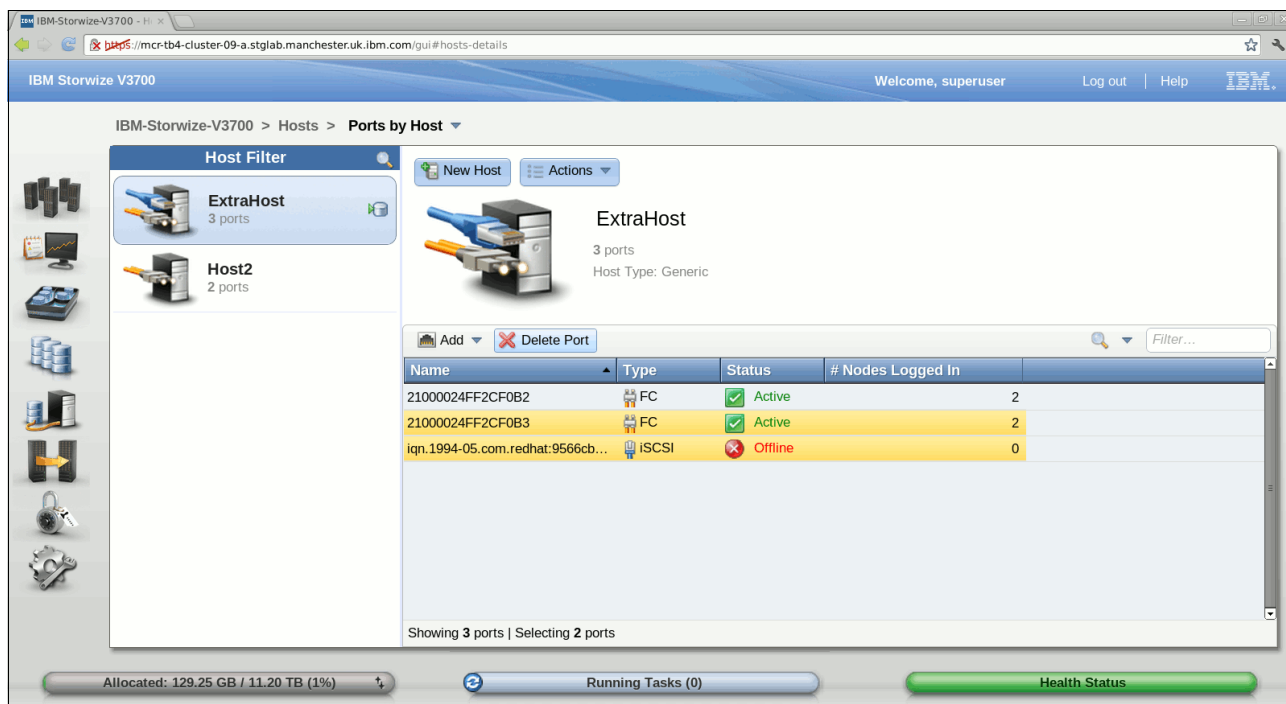 IBM-Storwize-V3700 - H
https://mcr-tb4-cluster-09-a.stglab.manchester.uk.ibm.com/gui#hosts-details
IBM Storwize V3700 Welcome, superuser Log out | Help IBM.
IBM-Storwize-V3700 > Hosts > Ports by Host
Host Filter
ExtraHost
3 ports
Host2
2 ports
New Host Actions
ExtraHost
3 ports
Host Type: Generic
Add Delete Port Filter...
Name Type Status # Nodes Logged In
21000024FF2CF0B2 FC Active 2
21000024FF2CF0B3 FC Active 2
iqn.1994-05.com.redhat:9566cb... iSCSI Offline 0
Showing 3 ports | Selecting 2 ports
Allocated: 129.25 GB / 11.20 TB (1%) Running Tasks (0) Health Status